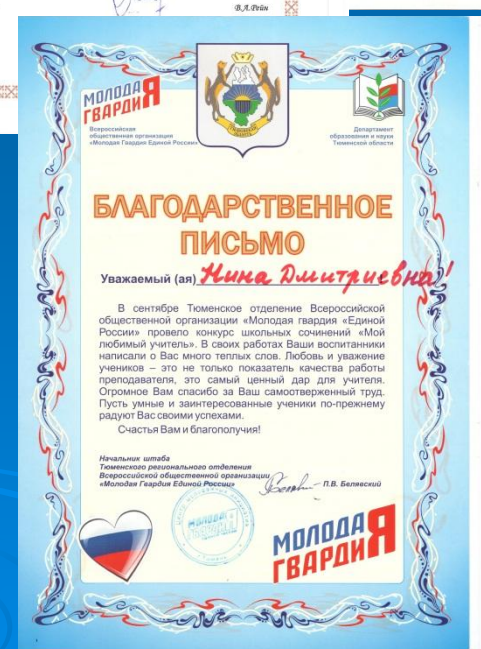 В.А.Рейн
МОЛОДАЯ
ГВАРДИЯ
Всероссийская
общественная организация
«Молодая Гвардия Единой России»
Департамент
образования и науки
Тюменской области
БЛАГОДАРСТВЕННОЕ
ПИСЬМО
Уважаемый (ая) Нина Дмитриевна!
В сентябре Тюменское отделение Всероссийской
общественной организации «Молодая гвардия «Единой
России» провело конкурс школьных сочинений «Мой
любимый учитель». В своих работах Ваши воспитанники
написали о Вас много теплых слов. Любовь и уважение
учеников – это не только показатель качества работы
преподавателя, это самый ценный дар для учителя.
Огромное Вам спасибо за Ваш самоотверженный труд.
Пусть умные и заинтересованные ученики по-прежнему
радуют Вас своими успехами.
Счастья Вам и благополучия!
Начальник штаба
Тюменского регионального отделения
Всероссийской общественной организации
«Молодая Гвардия Единой России»
П.В. Белявский
МОЛОДАЯ
ГВАРДИЯ